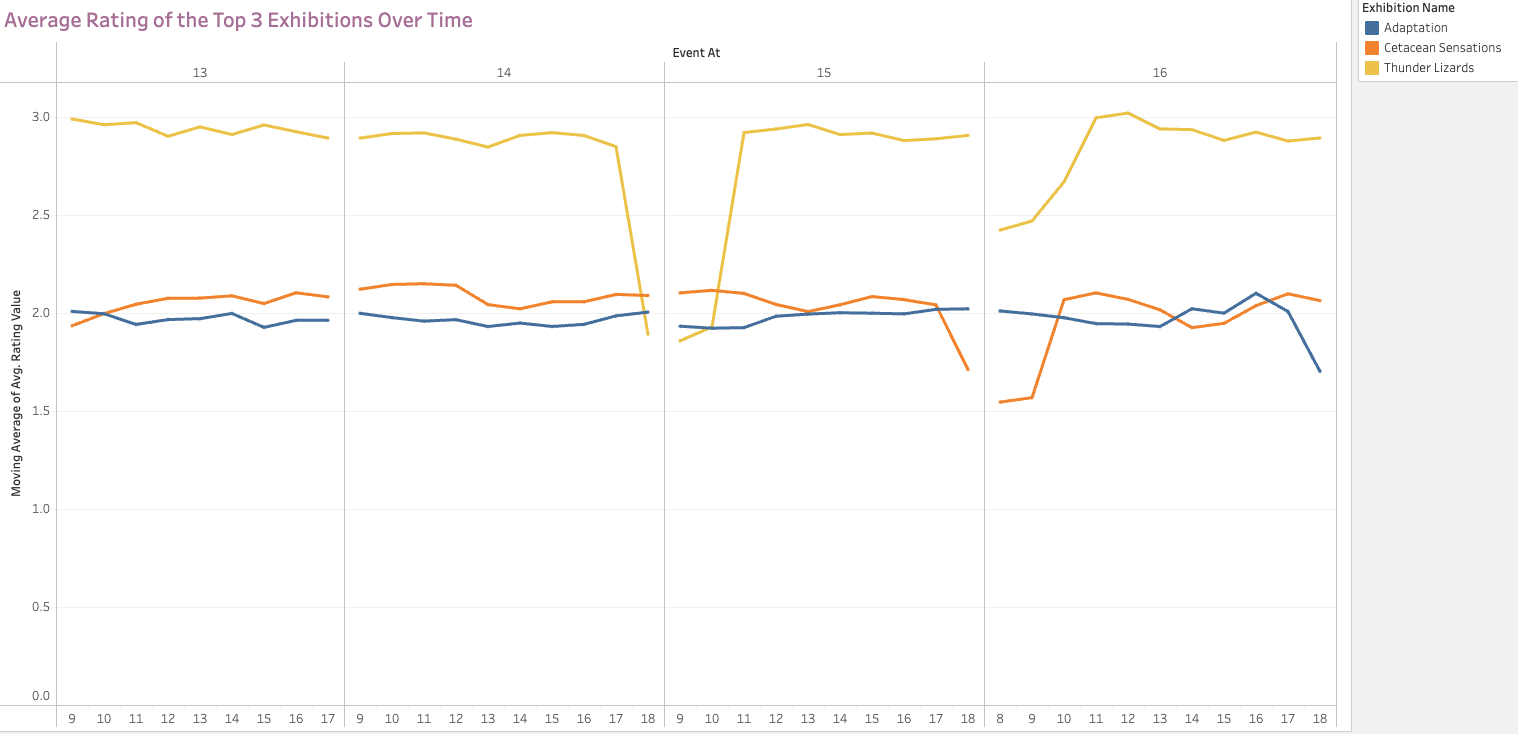 Average Rating of the Top 3 Exhibitions Over Time
Event At
13 14 15 16
3.0
2.5
2.0
1.5
1.0
0.5
0.0
Moving Average of Avg. Rating Value
9 10 11 12 13 14 15 16 17 9 10 11 12 13 14 15 16 17 18 9 10 11 12 13 14 15 16 17 18 8 9 10 11 12 13 14 15 16 17 18
Exhibition Name
Adaptation
Cetacean Sensations
Thunder Lizards